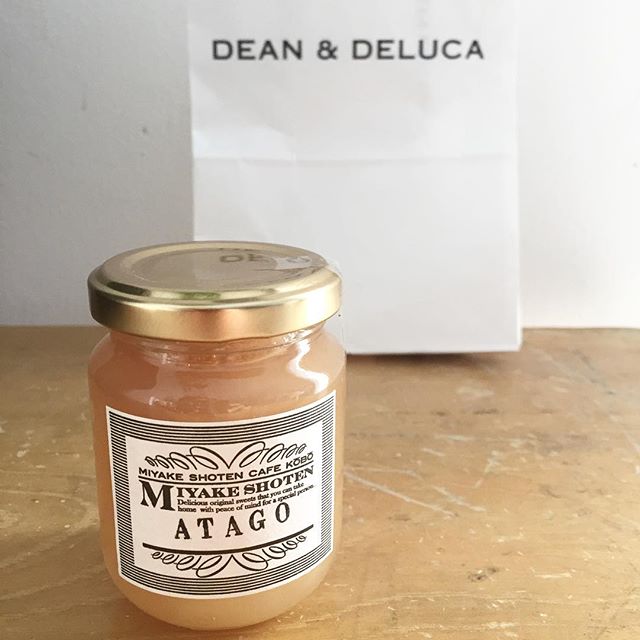 DEAN & DELUCA
MIYAKE SHOTEN CAFE KŌBŌ
MIYAKE SHOTEN
Delicious original sweets that you can take
home with peace of mind for a special person.
ATAGO